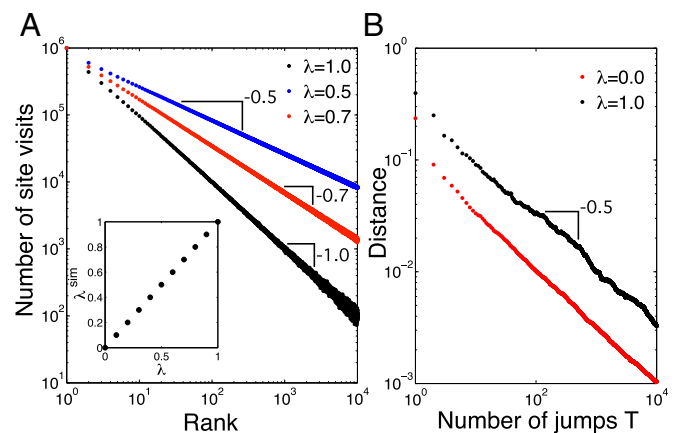 A
B
10^6
10^5
10^4
10^3
10^2
10^1
10^0
10^1
10^2
10^3
10^4
Number of site visits
Rank
λ=1.0
λ=0.5
λ=0.7
-0.5
-0.7
-1.0
1
0.8
0.6
0.4
0.2
0
0
0.5
1
λ^sim
λ
10^0
10^−1
10^−2
10^−3
10^0
10^2
10^4
Distance
Number of jumps T
λ=0.0
λ=1.0
-0.5